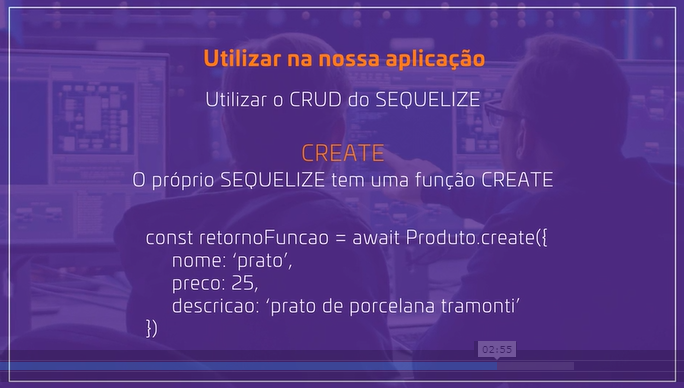 Utilizar na nossa aplicação
Utilizar o CRUD do SEQUELIZE
CREATE
O próprio SEQUELIZE tem uma função CREATE
const retornoFuncao = await Produto.create({
nome: ‘prato’,
preco: 25,
descricao: ‘prato de porcelana tramonti’
})
02:55